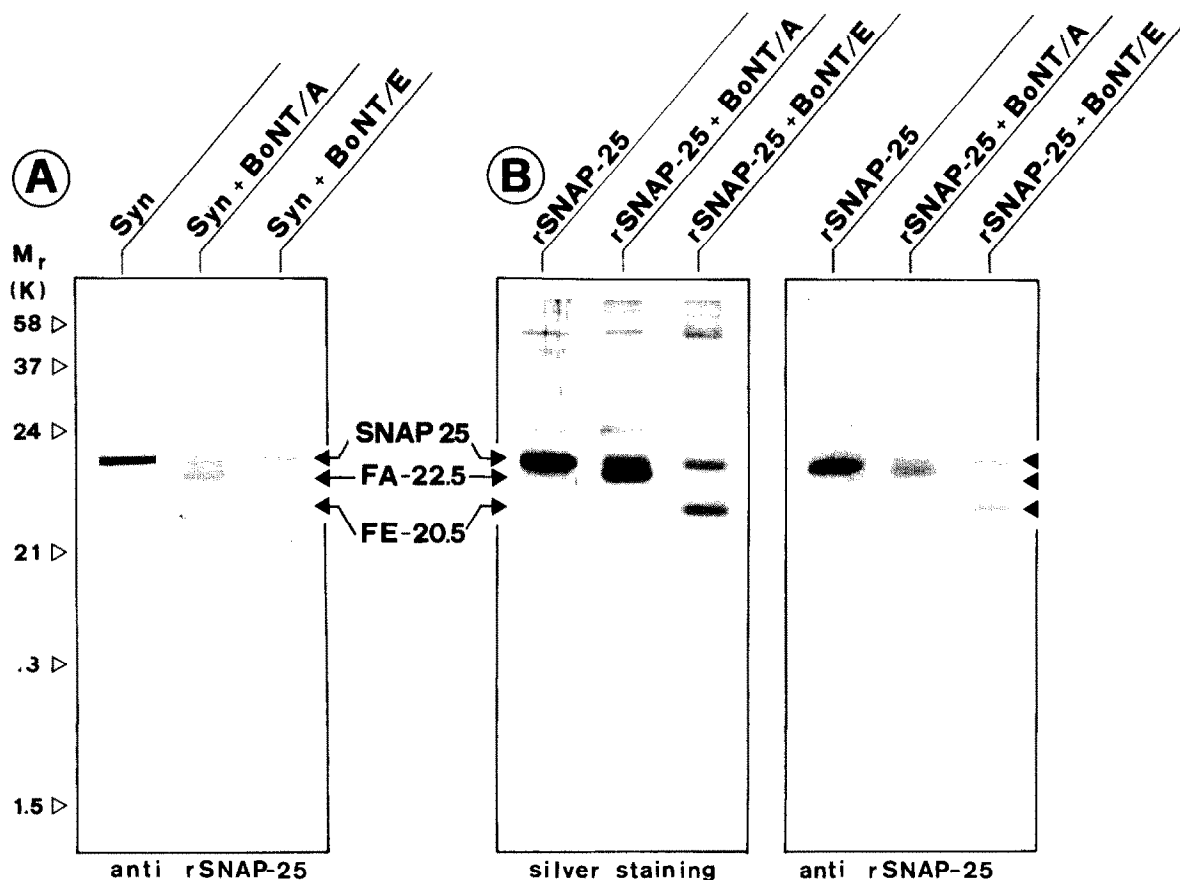 A
Syn
Syn + BoNT/A
Syn + BoNT/E
B
rSNAP-25
rSNAP-25 + BoNT/A
rSNAP-25 + BoNT/E
rSNAP-25
rSNAP-25 + BoNT/A
rSNAP-25 + BoNT/E
Mr
(K)
58
37
24
21
.3
1.5
SNAP 25
FA-22.5
FE-20.5
anti rSNAP-25
silver staining
anti rSNAP-25